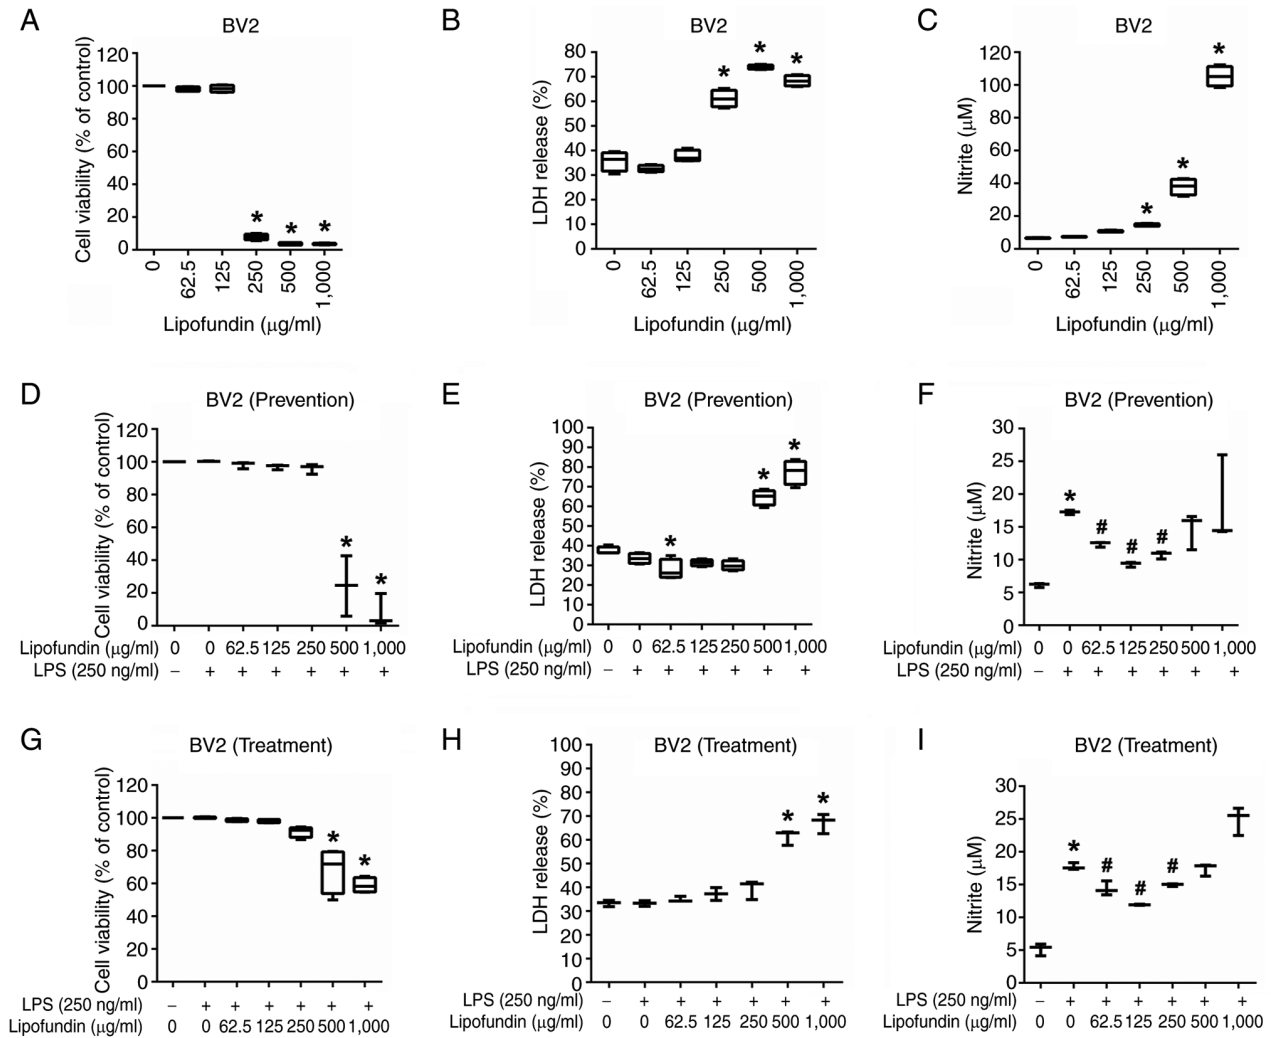 A
BV2
Cell viability (% of control)
120
100
80
60
40
20
0
* * *
0 62.5 125 250 500 1,000
Lipofundin (μg/ml)
B
BV2
LDH release (%)
80
70
60
50
40
30
20
10
0
* * *
0 62.5 125 250 500 1,000
Lipofundin (μg/ml)
C
BV2
Nitrite (μM)
120
100
80
60
40
20
0
* * *
0 62.5 125 250 500 1,000
Lipofundin (μg/ml)
D
BV2 (Prevention)
Cell viability (% of control)
120
100
80
60
40
20
0
* *
Lipofundin (μg/ml) 0 0 62.5 125 250 500 1,000
LPS (250 ng/ml) – + + + + + +
E
BV2 (Prevention)
LDH release (%)
100
90
80
70
60
50
40
30
20
10
0
* * *
Lipofundin (μg/ml) 0 0 62.5 125 250 500 1,000
LPS (250 ng/ml) – + + + + + +
F
BV2 (Prevention)
Nitrite (μM)
30
25
20
15
10
5
0
* # # #
Lipofundin (μg/ml) 0 0 62.5 125 250 500 1,000
LPS (250 ng/ml) – + + + + + +
G
BV2 (Treatment)
Cell viability (% of control)
120
100
80
60
40
20
0
* *
LPS (250 ng/ml) – + + + + + +
Lipofundin (μg/ml) 0 0 62.5 125 250 500 1,000
H
BV2 (Treatment)
LDH release (%)
100
90
80
70
60
50
40
30
20
10
0
* *
LPS (250 ng/ml) – + + + + + +
Lipofundin (μg/ml) 0 0 62.5 125 250 500 1,000
I
BV2 (Treatment)
Nitrite (μM)
30
25
20
15
10
5
0
* # # #
LPS (250 ng/ml) – + + + + + +
Lipofundin (μg/ml) 0 0 62.5 125 250 500 1,000